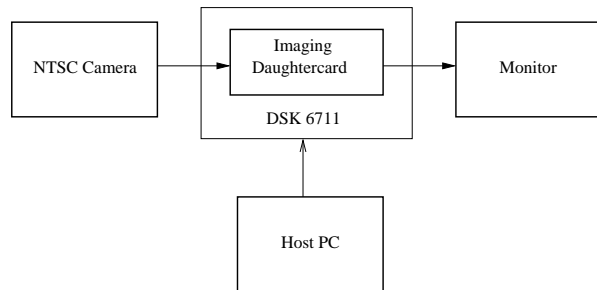 NTSC Camera
Imaging
Daughtercard
DSK 6711
Monitor
Host PC